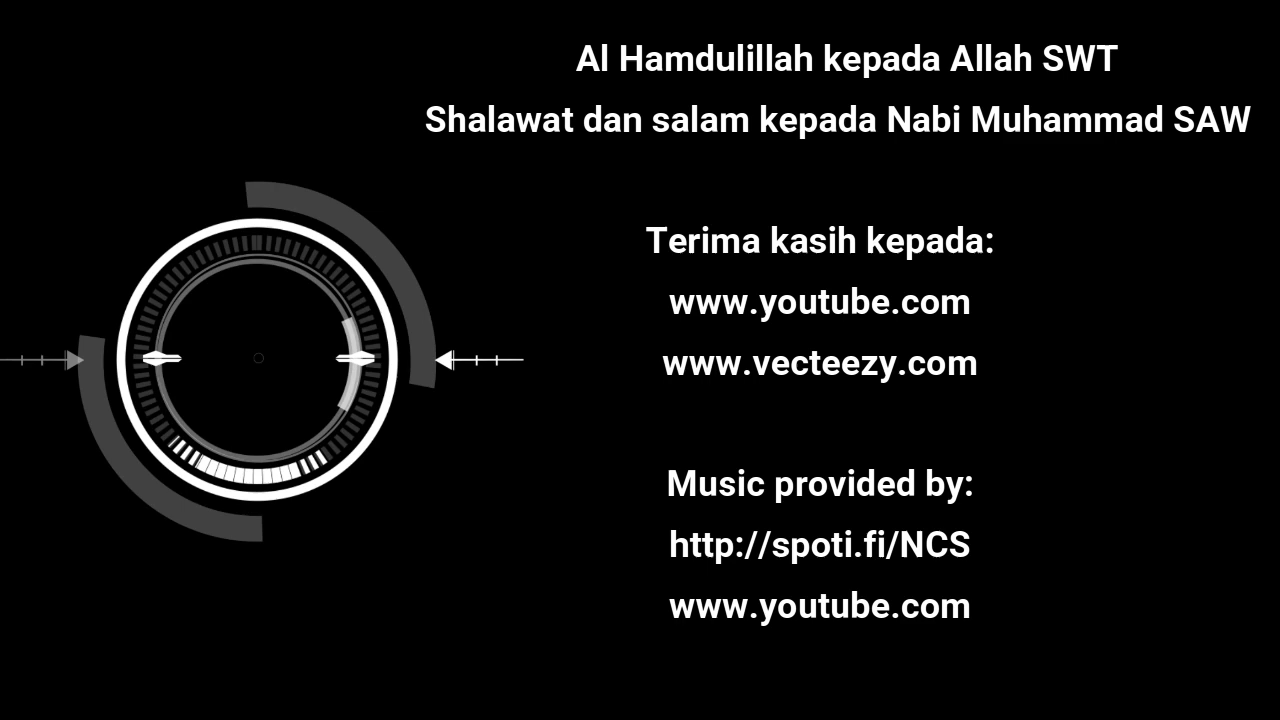 Al Hamdulillah kepada Allah SWT
Shalawat dan salam kepada Nabi Muhammad SAW
Terima kasih kepada:
www.youtube.com
www.vecteezy.com
Music provided by:
http://spoti.fi/NCS
www.youtube.com